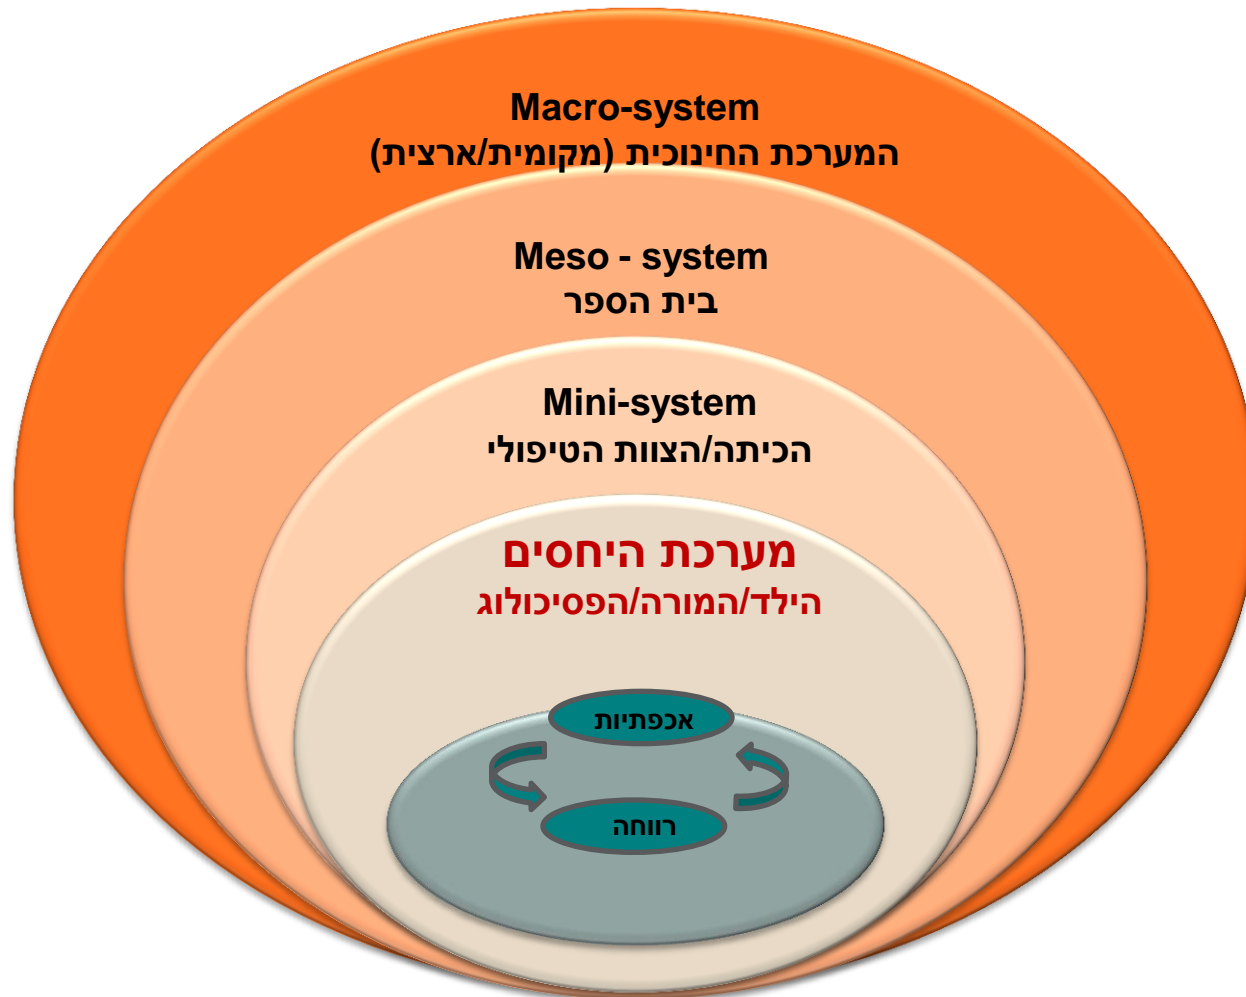 Macro-system
המערכת החינוכית (מקומית/ארצית)
Meso - system
בית הספר
Mini-system
הכיתה/הצוות הטיפולי
מערכת היחסים
הילד/המורה/הפסיכולוג
אכפתיות
רווחה